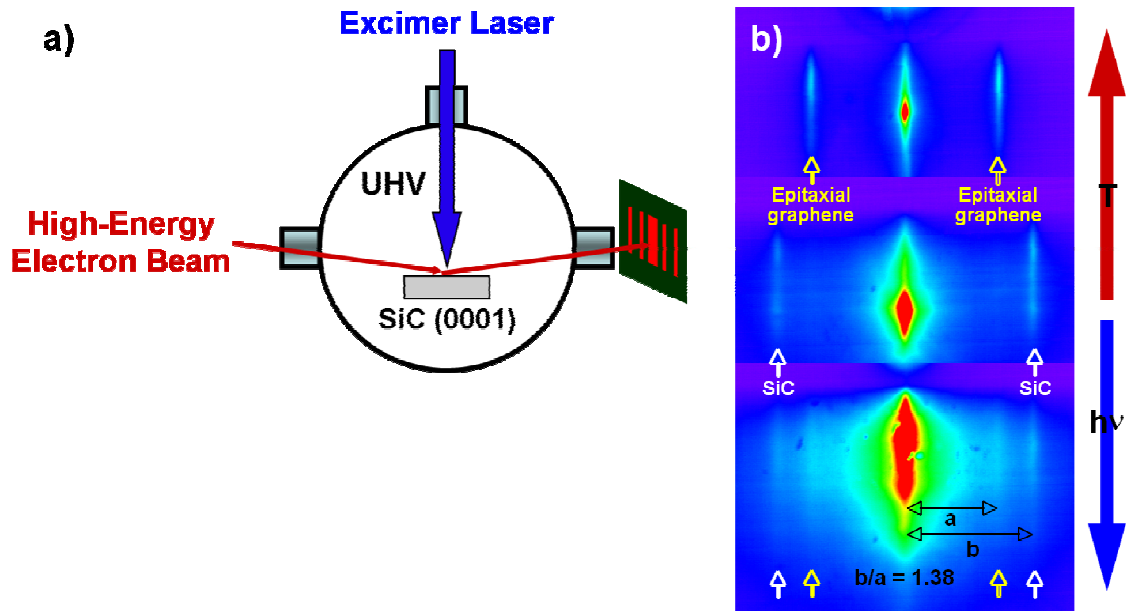 a)
Excimer Laser
UHV
High-Energy
Electron Beam
SiC (0001)
b)
Epitaxial
graphene
Epitaxial
graphene
T
SiC
SiC
hν
a
b
b/a = 1.38